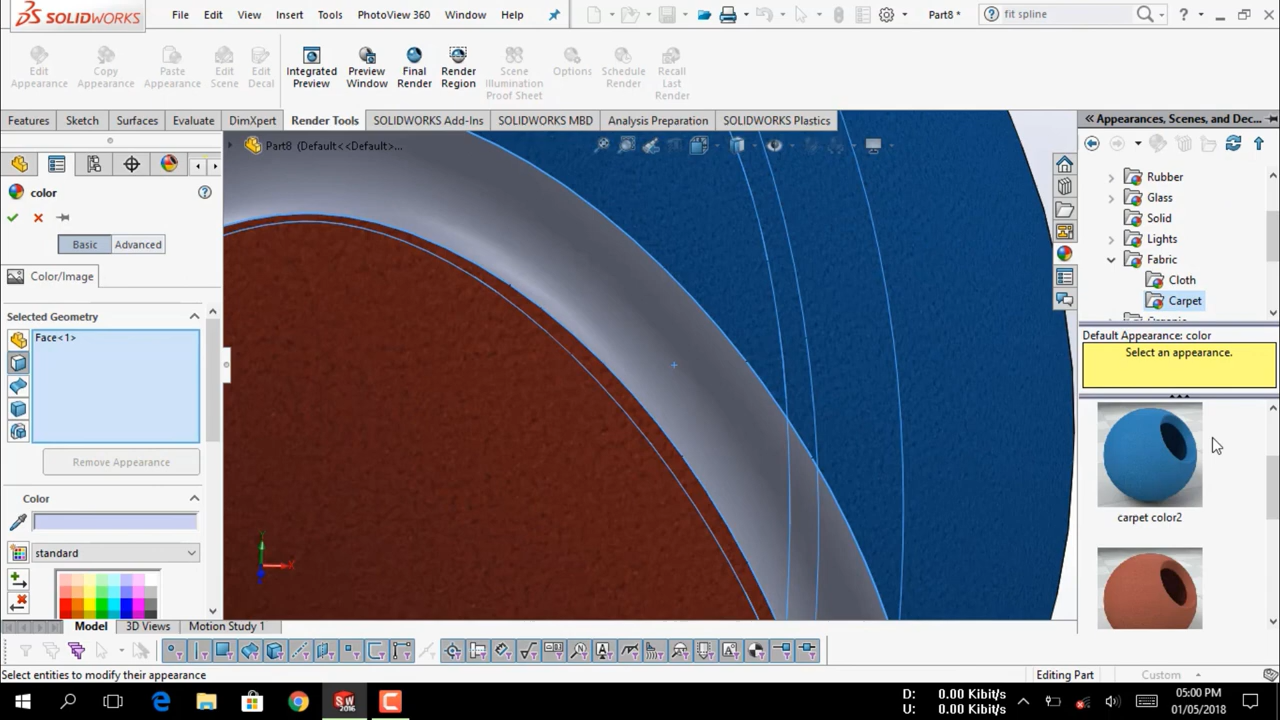 SOLIDWORKS
File Edit View Insert Tools PhotoView 360 Window Help
Part8 *
fit spline
Edit Appearance
Copy Appearance
Paste Appearance
Edit Scene
Edit Decal
Integrated Preview
Preview Window
Final Render
Render Region
Scene Illumination Proof Sheet
Options
Schedule Render
Recall Last Render
Features Sketch Surfaces Evaluate DimXpert Render Tools SOLIDWORKS Add-Ins SOLIDWORKS MBD Analysis Preparation SOLIDWORKS Plastics
Appearances, Scenes, and Dec...
Part8 (Default<<Default>...
color
Basic Advanced
Color/Image
Selected Geometry
Face<1>
Remove Appearance
Color
standard
Rubber
Glass
Solid
Lights
Fabric
Cloth
Carpet
Default Appearance: color
Select an appearance.
carpet color2
Y
X
Model 3D Views Motion Study 1
Select entities to modify their appearance
Editing Part
Custom
SW
2016
D: 0.00 Kibit/s
U: 0.00 Kibit/s
05:00 PM
01/05/2018